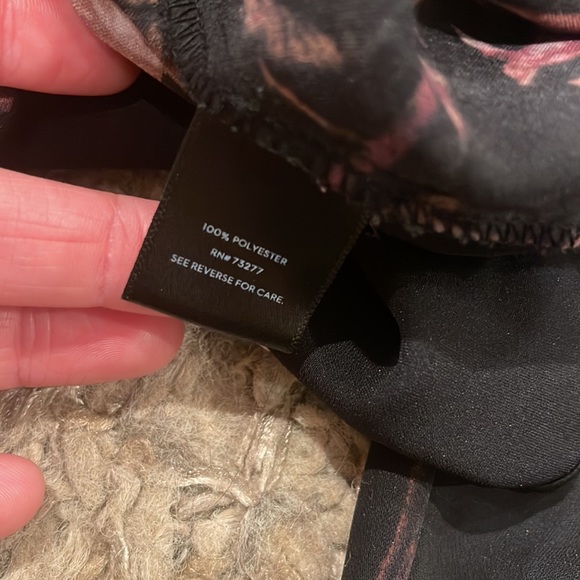 100% POLYESTER
RN# 73277
SEE REVERSE FOR CARE.